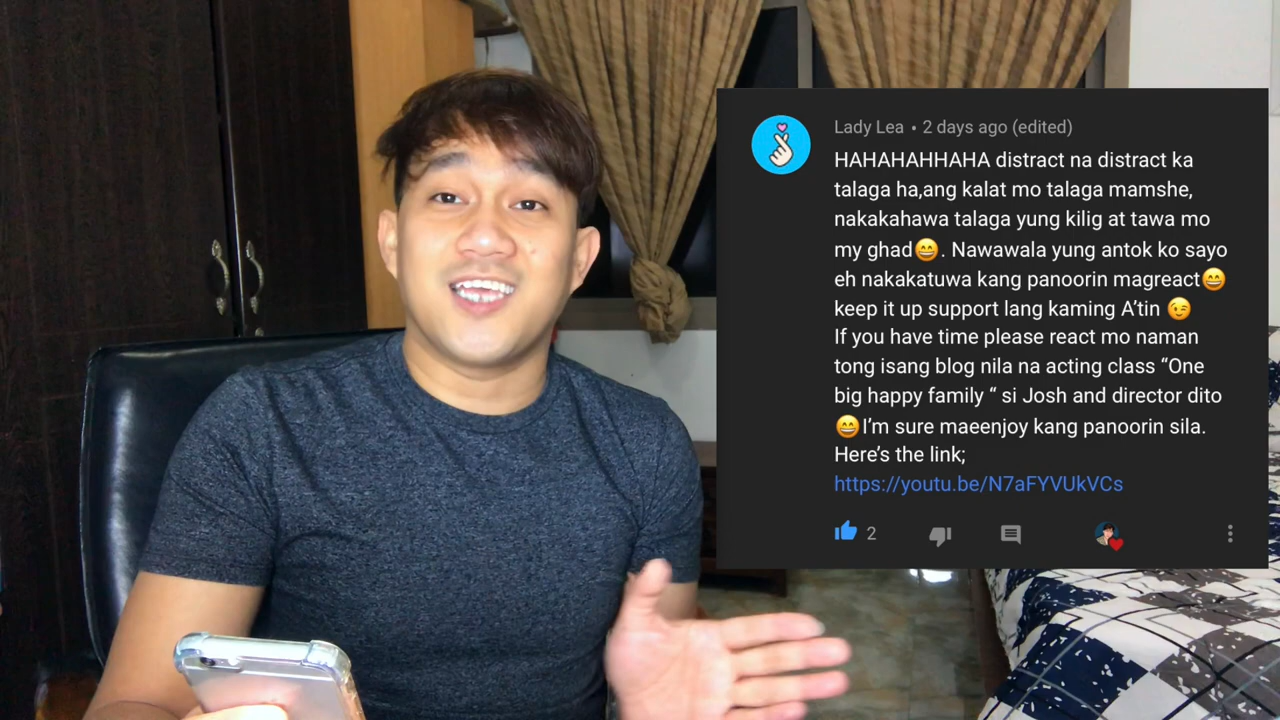 Lady Lea • 2 days ago (edited)
HAHAHAHHAHA distract na distract ka
talaga ha,ang kalat mo talaga mamshe,
nakakahawa talaga yung kilig at tawa mo
my ghad😄. Nawawala yung antok ko sayo
eh nakakatuwa kang panoorin magreact😄
keep it up support lang kaming A’tin 😉
If you have time please react mo naman
tong isang blog nila na acting class “One
big happy family “ si Josh and director dito
😄I’m sure maeenjoy kang panoorin sila.
Here’s the link;
https://youtu.be/N7aFYVUkVCs
2